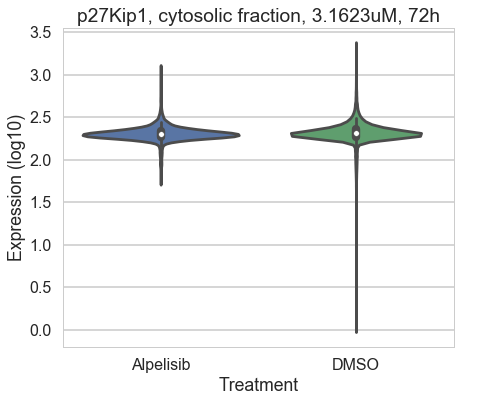 p27Kip1, cytosolic fraction, 3.1623uM, 72h
3.5
3.0
2.5
2.0
1.5
1.0
0.5
0.0
Expression (log10)
Alpelisib DMSO
Treatment